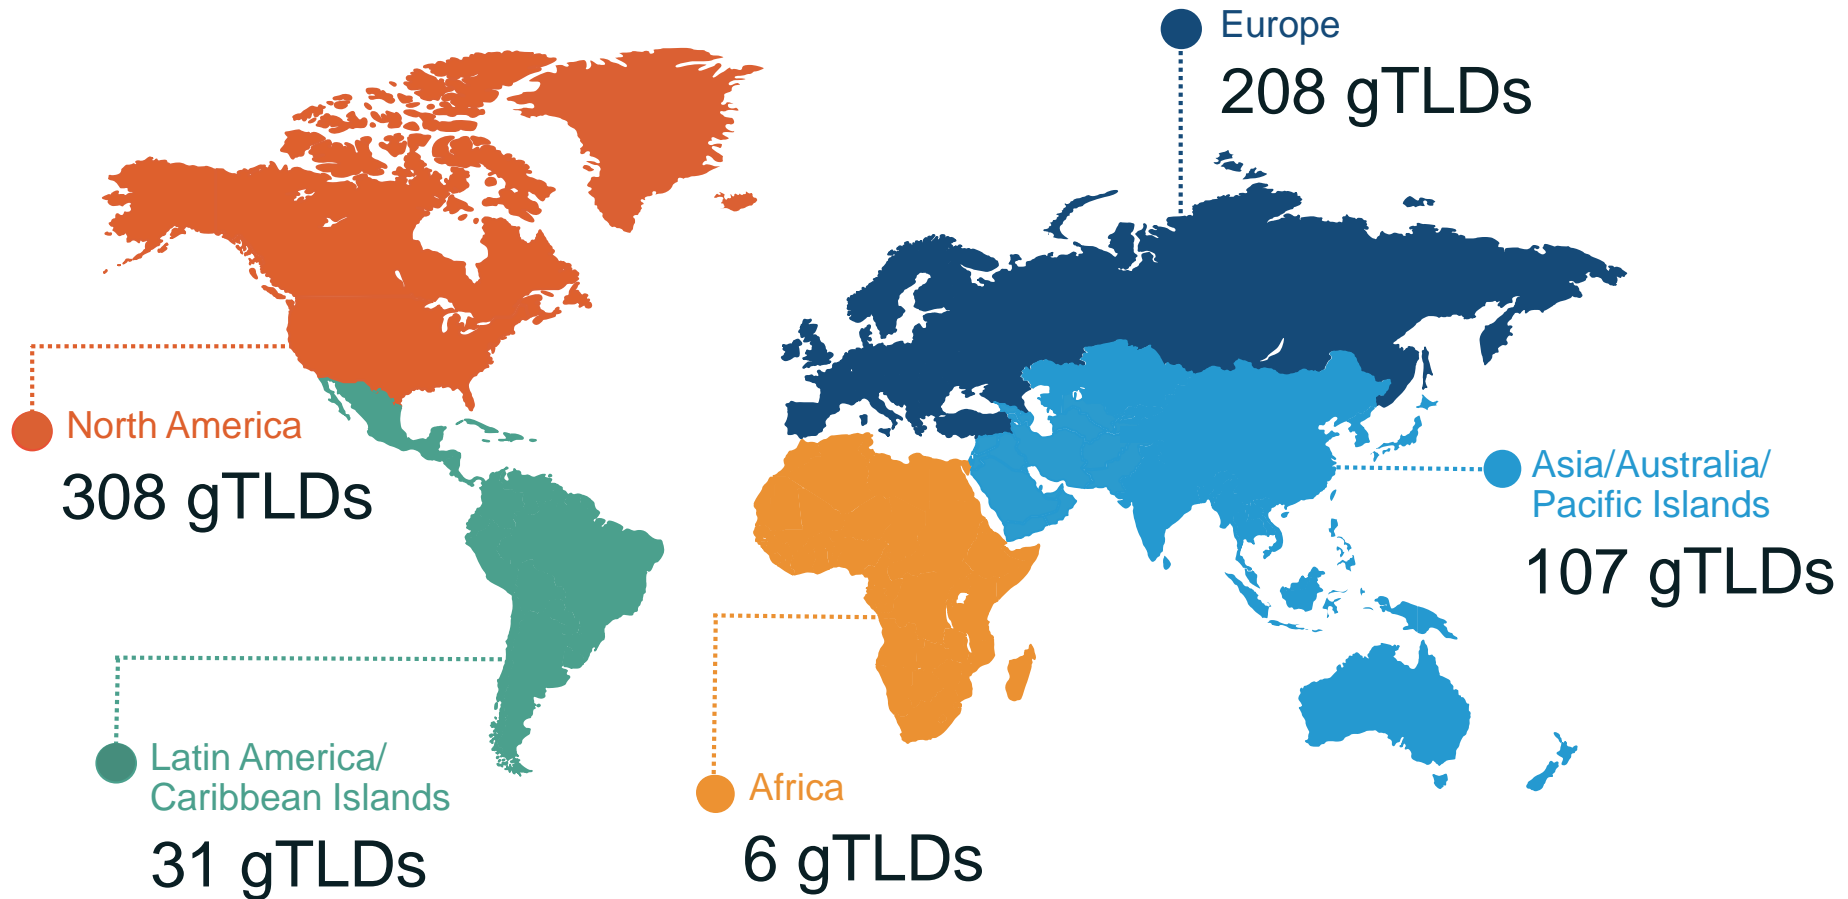 Europe
208 gTLDs
North America
308 gTLDs
Asia/Australia/
Pacific Islands
107 gTLDs
Latin America/
Caribbean Islands
31 gTLDs
Africa
6 gTLDs